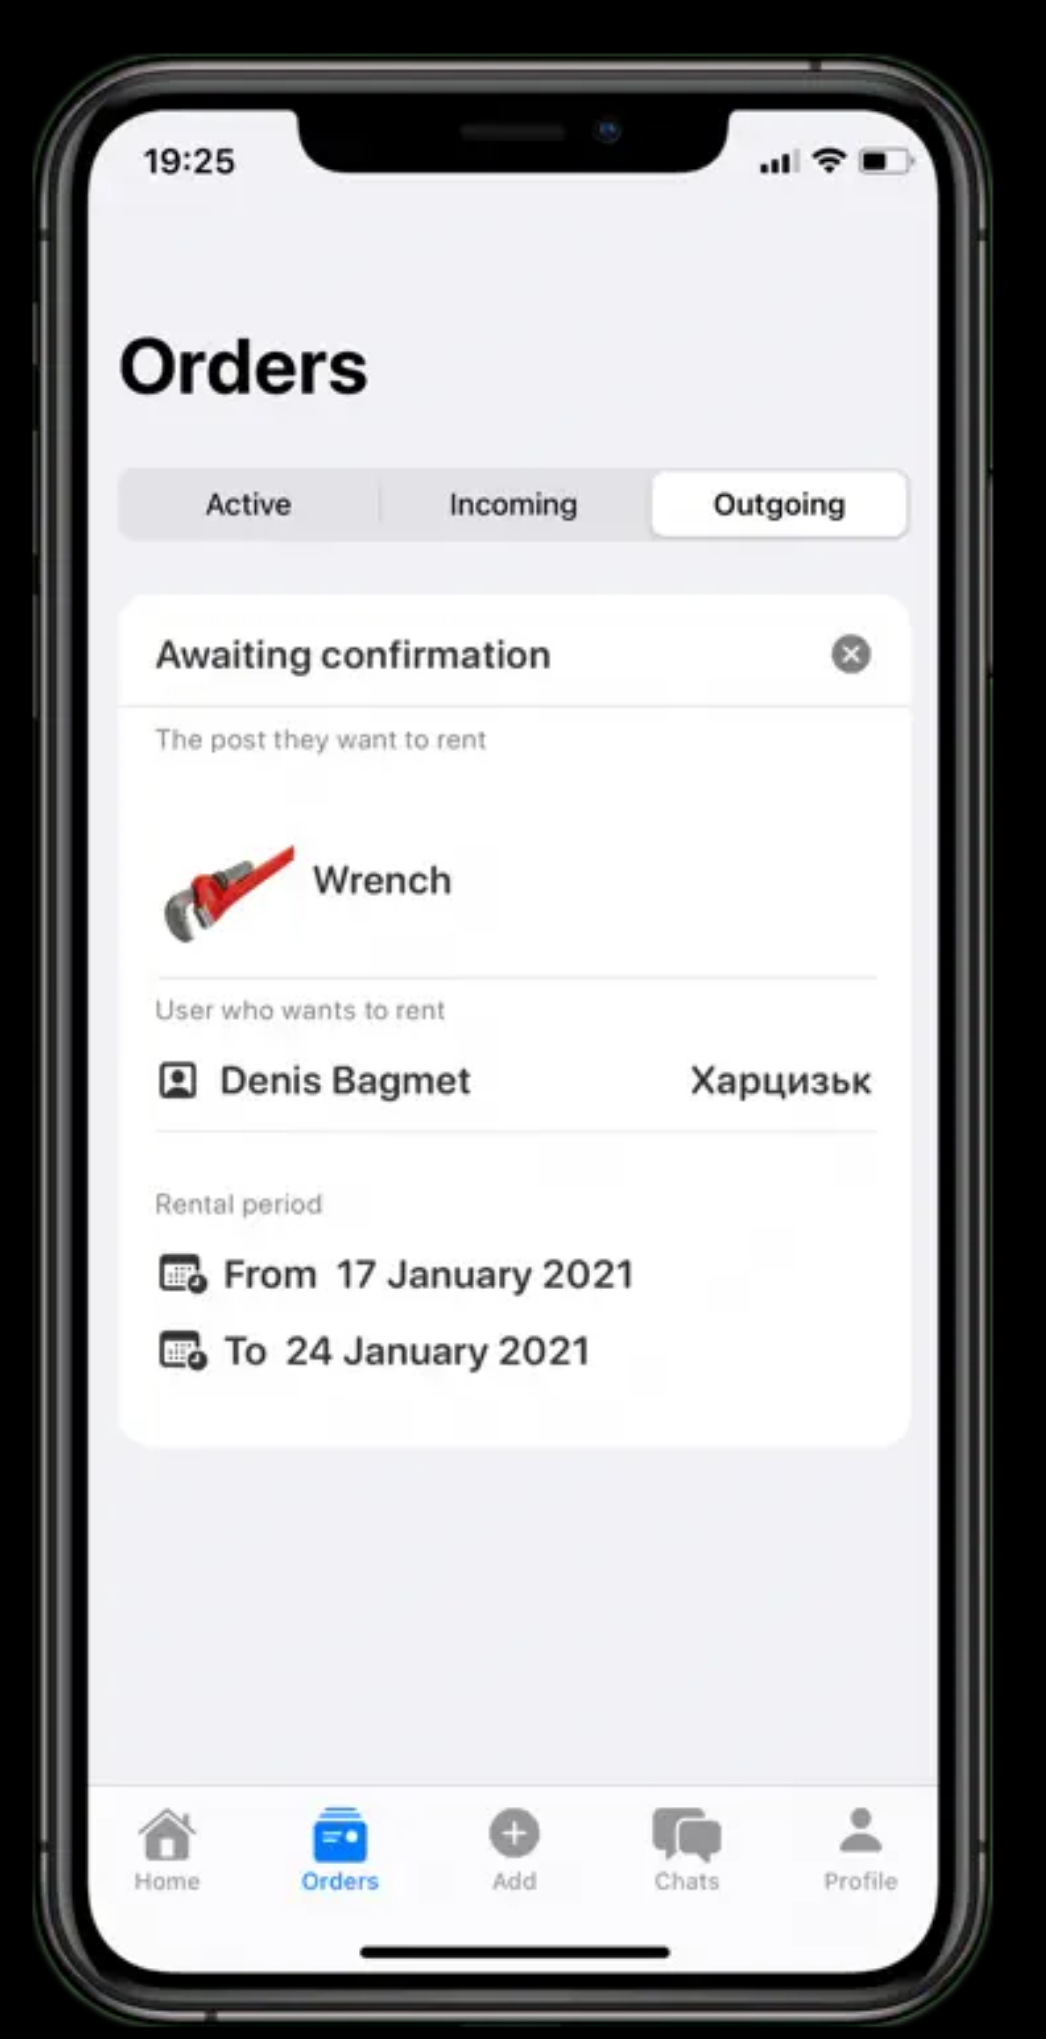 19:25
Orders
Active Incoming Outgoing
Awaiting confirmation
The post they want to rent
Wrench
User who wants to rent
Denis Bagmet Харцизьк
Rental period
From 17 January 2021
To 24 January 2021
Home Orders Add Chats Profile